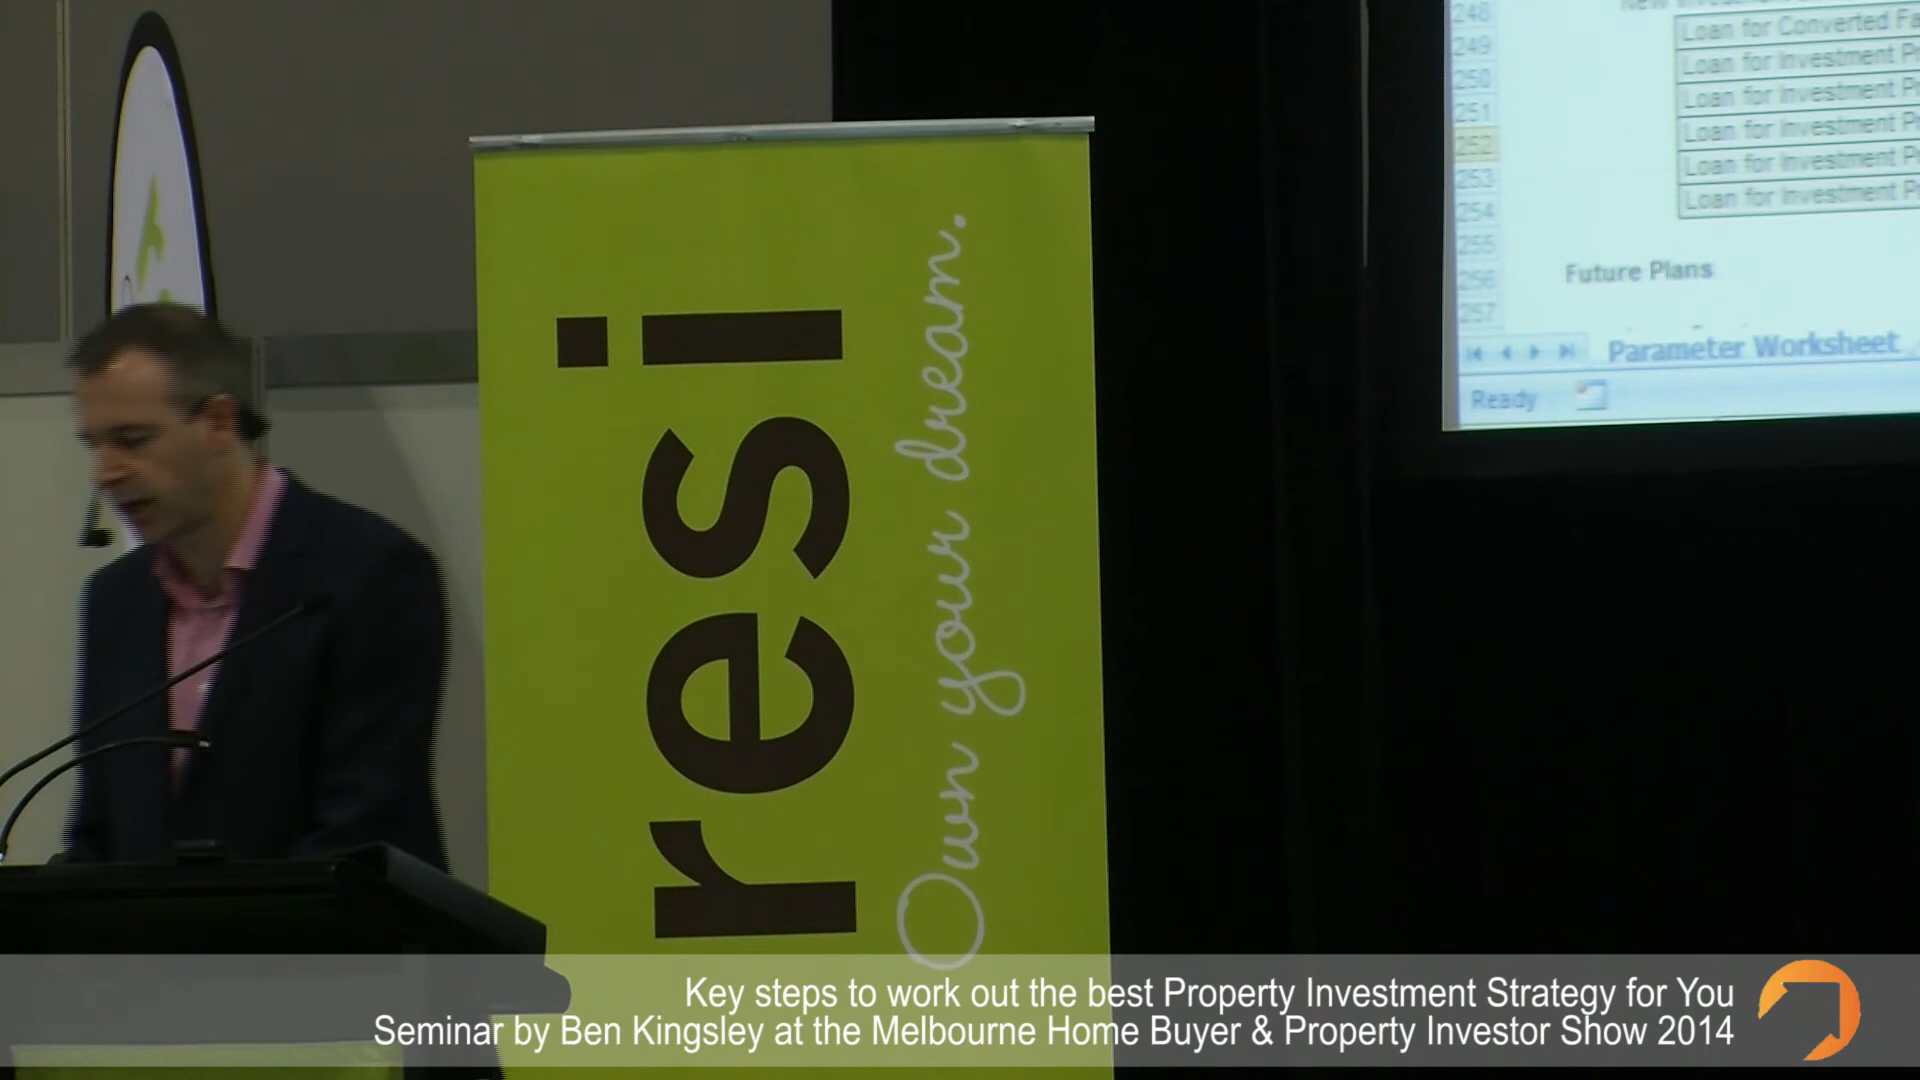 resi
Own your dream.
248
249
250
251
252
253
254
255
256
257
Loan for Converted
Loan for Investment
Loan for Investment
Loan for Investment
Loan for Investment
Loan for Investment
Future Plans
Parameter Worksheet
Ready
Key steps to work out the best Property Investment Strategy for You
Seminar by Ben Kingsley at the Melbourne Home Buyer & Property Investor Show 2014